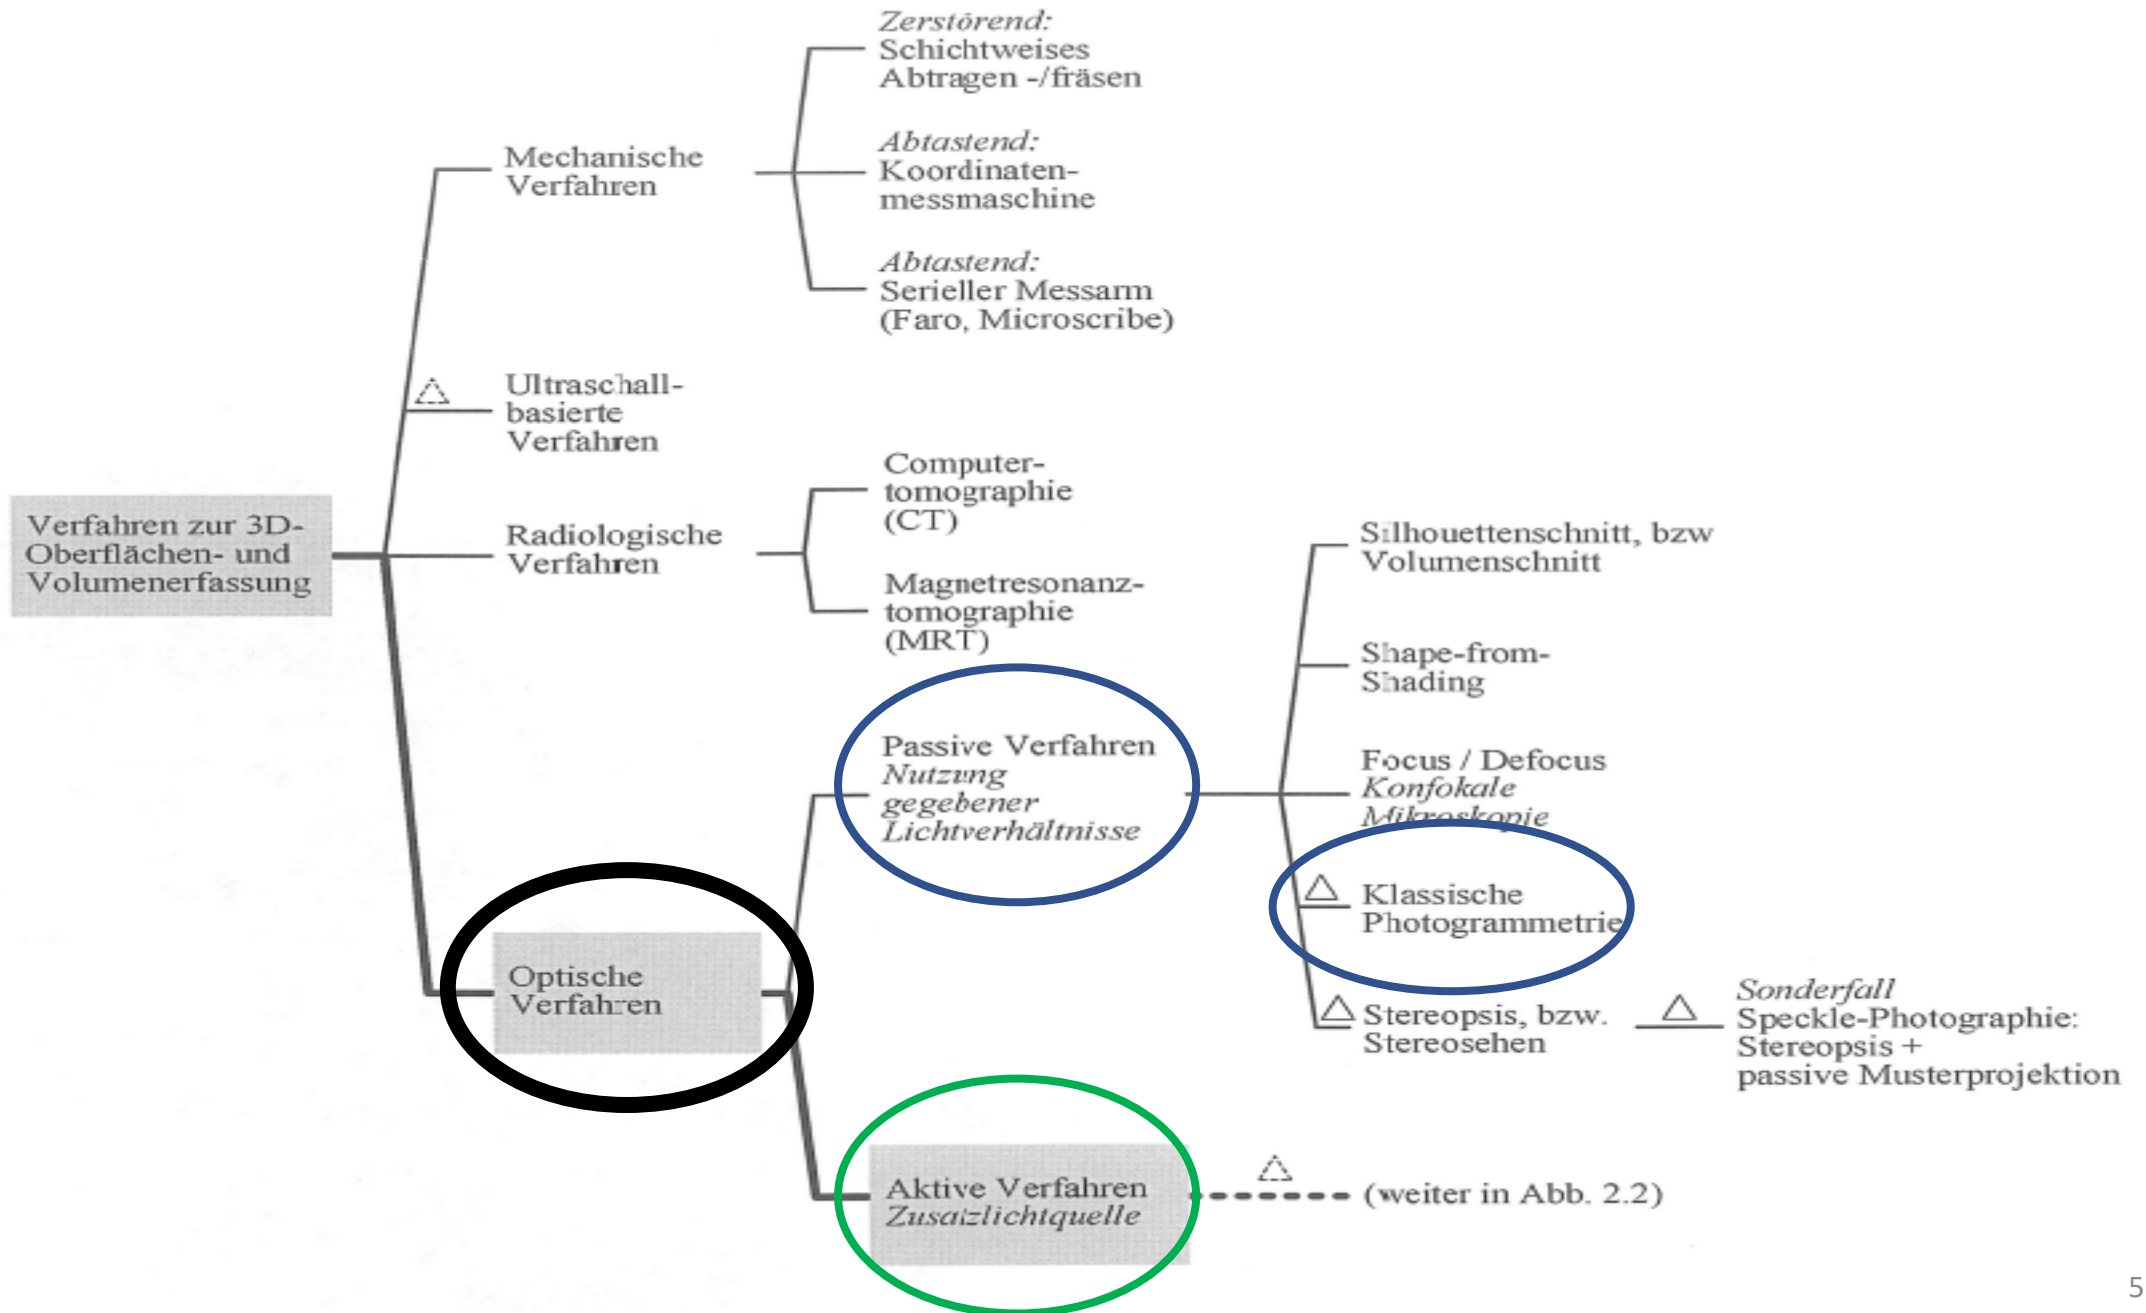 Zerstörend:
Schichtweises
Abtragen -/fräsen
Mechanische
Verfahren
Abtastend:
Koordinaten-
messmaschine
Abtastend:
Serieller Messarm
(Faro, Microscribe)
Ultraschall-
basierte
Verfahren
Verfahren zur 3D-
Oberflächen- und
Volumenerfassung
Radiologische
Verfahren
Computer-
tomographie
(CT)
Magnetresonanz-
tomographie
(MRT)
Optische
Verfahren
Passive Verfahren
Nutzung
gegebener
Lichtverhältnisse
Silhouettenschnitt, bzw
Volumenschnitt
Shape-from-
Shading
Focus / Defocus
Konfokale
Mikroskopie
Klassische
Photogrammetrie
Stereopsis, bzw.
Stereosehen
Sonderfall
Speckle-Photographie:
Stereopsis +
passive Musterprojektion
Aktive Verfahren
Zusatzlichtquelle
(weiter in Abb. 2.2)
5